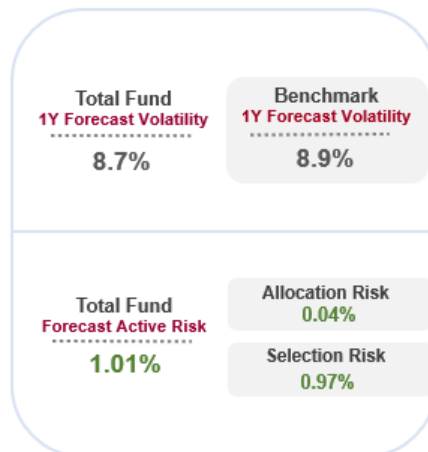 Total Fund
1Y Forecast Volatility
8.7%
Benchmark
1Y Forecast Volatility
8.9%
Total Fund
Forecast Active Risk
1.01%
Allocation Risk
0.04%
Selection Risk
0.97%